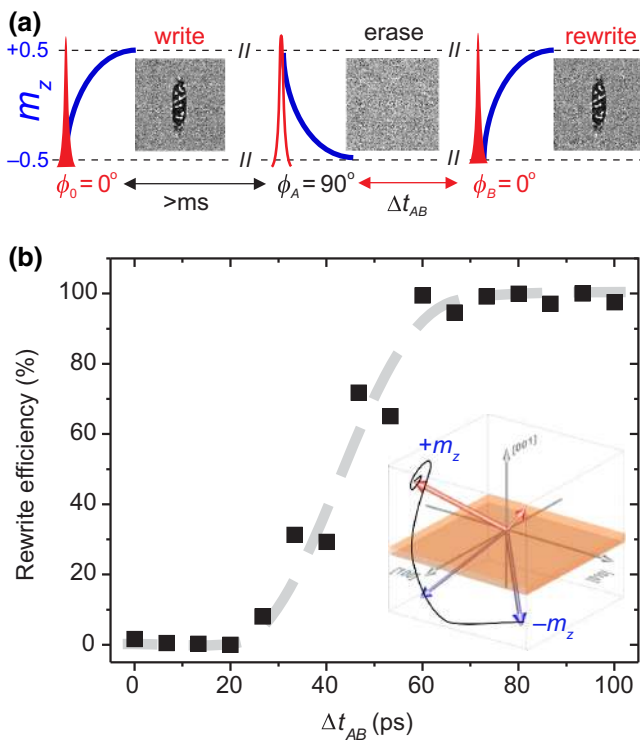 (a)
write
erase
rewrite
+0.5
m_z
−0.5
//
//
//
//
ϕ_0 = 0°
>ms
ϕ_A = 90°
Δt_AB
ϕ_B = 0°
(b)
Rewrite efficiency (%)
100
80
60
40
20
0
+m_z
[001]
−m_z
0
20
40
60
80
100
Δt_AB (ps)